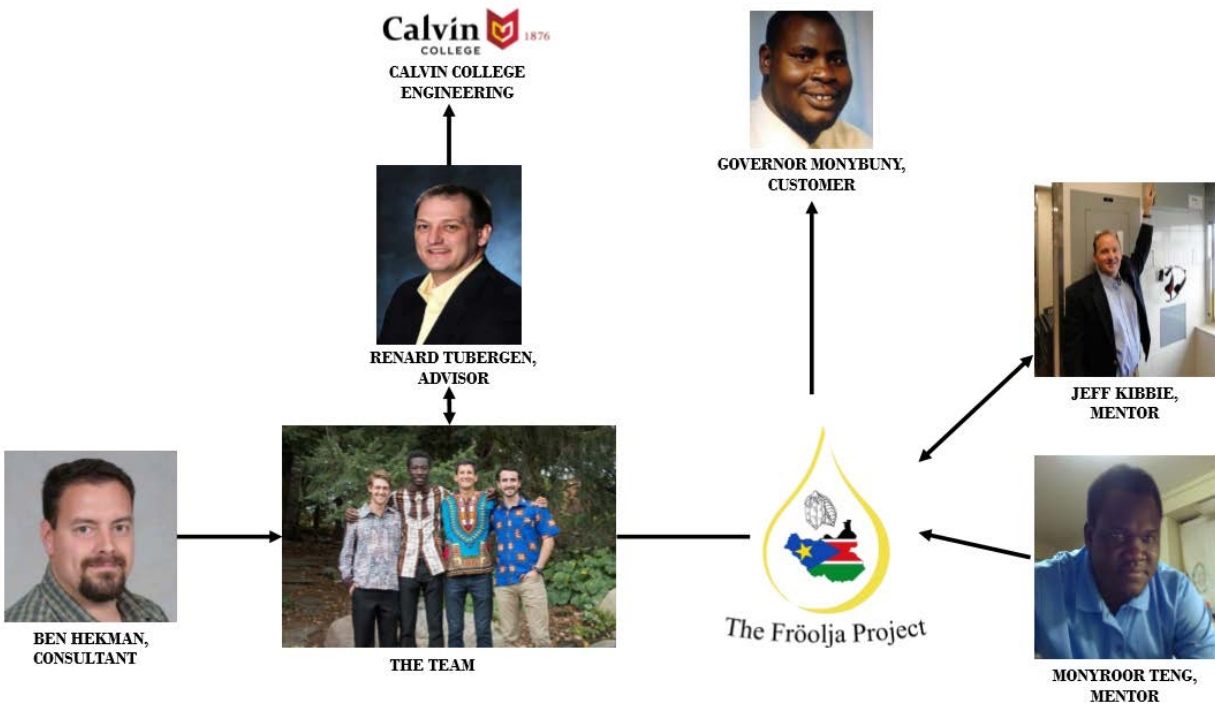 Calvin
COLLEGE
1876
CALVIN COLLEGE
ENGINEERING
GOVERNOR MONYBUNY,
CUSTOMER
RENARD TUBERGEN,
ADVISOR
JEFF KIBBIE,
MENTOR
BEN HEKMAN,
CONSULTANT
THE TEAM
The Fröolja Project
MONYROOR TENG,
MENTOR